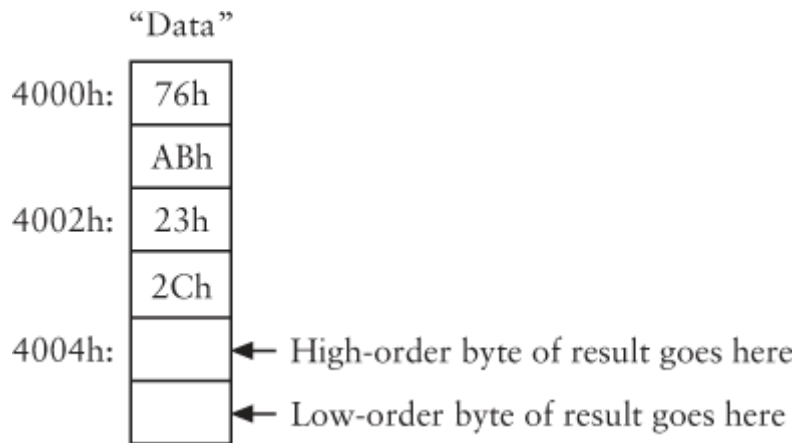 “Data”
4000h: 76h
ABh
4002h: 23h
2Ch
4004h: High-order byte of result goes here
Low-order byte of result goes here